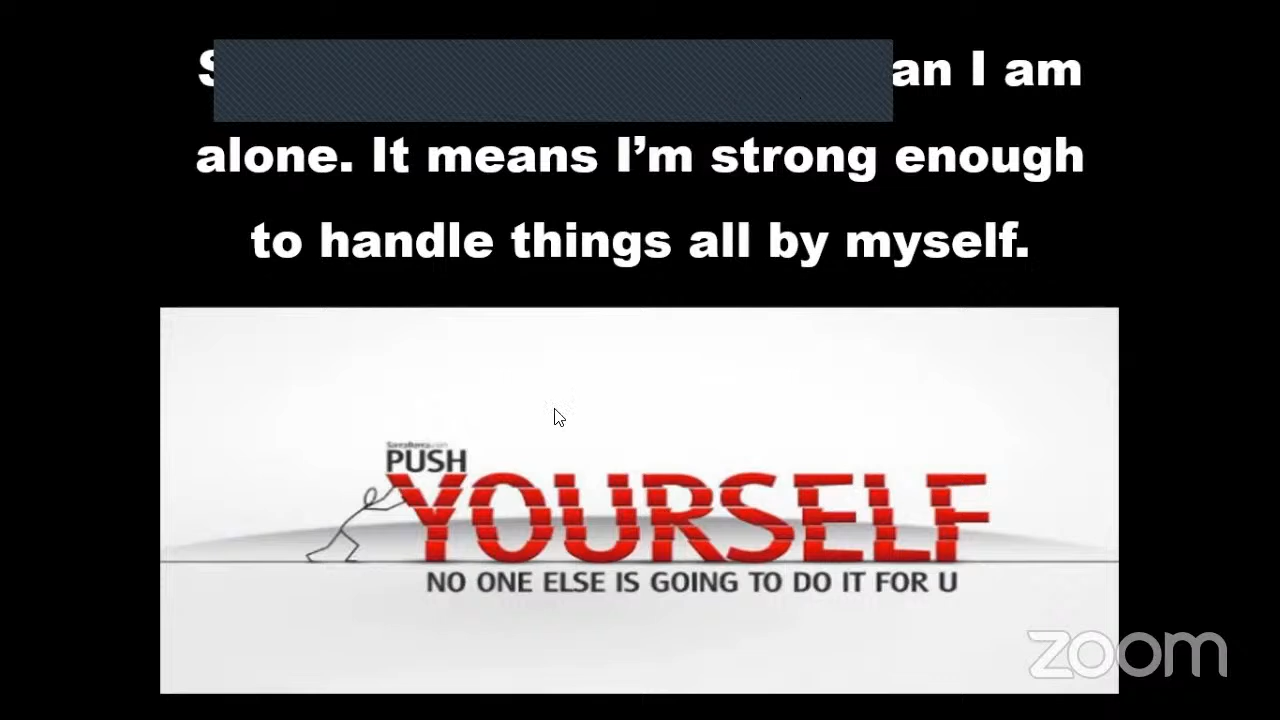 an I am
alone. It means I’m strong enough
to handle things all by myself.
PUSH
YOURSELF
NO ONE ELSE IS GOING TO DO IT FOR U
zoom